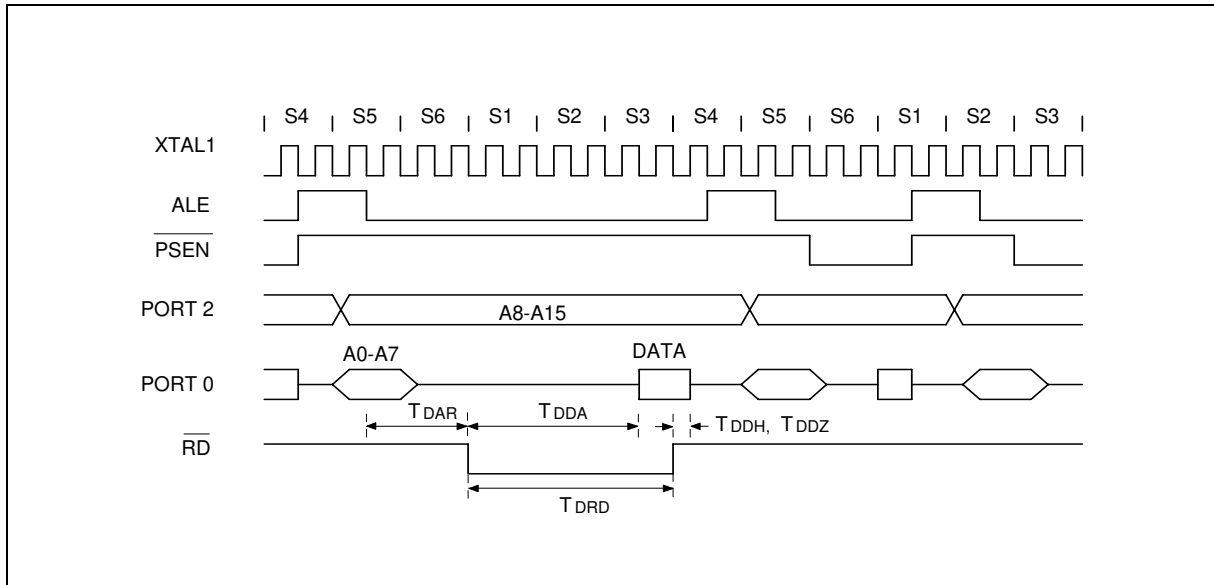 S4 S5 S6 S1 S2 S3 S4 S5 S6 S1 S2 S3
XTAL1
ALE
PSEN
PORT 2
A8-A15
A0-A7
DATA
PORT 0
TDAR
TDDA
TDDH, TDDZ
RD
TDRD